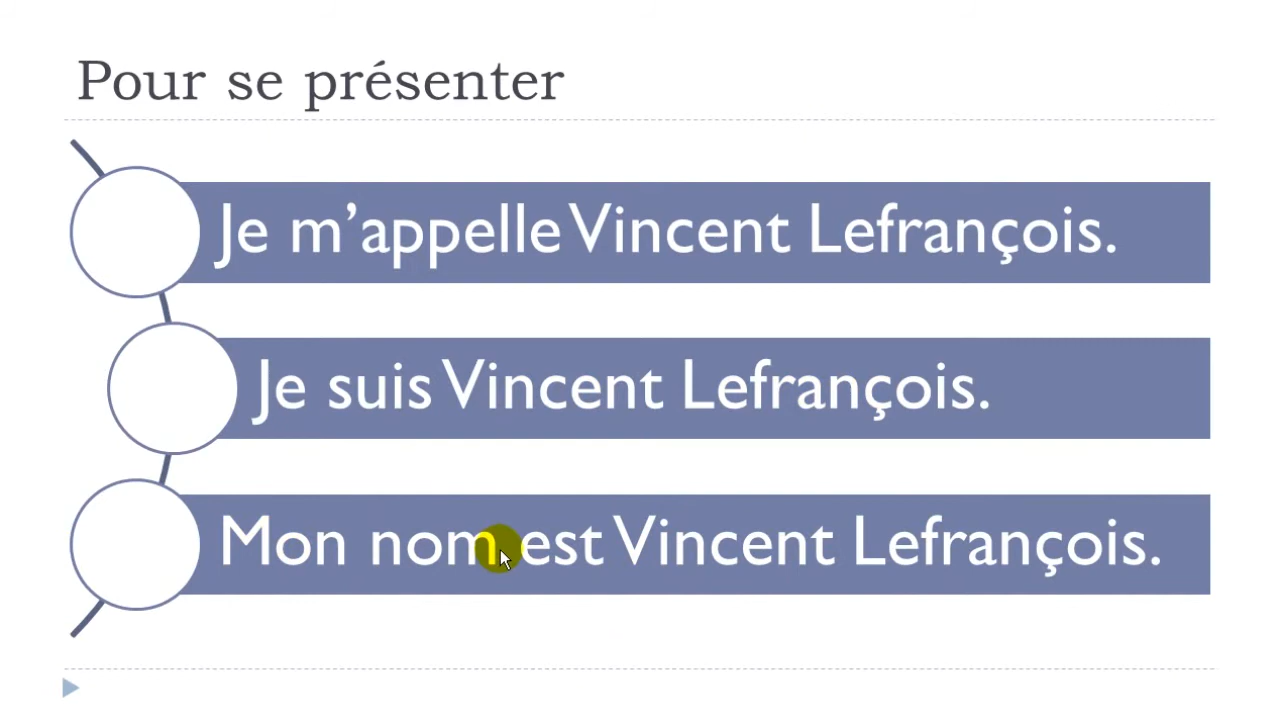 Pour se présenter
Je m’appelle Vincent Lefrançois.
Je suis Vincent Lefrançois.
Mon nom est Vincent Lefrançois.